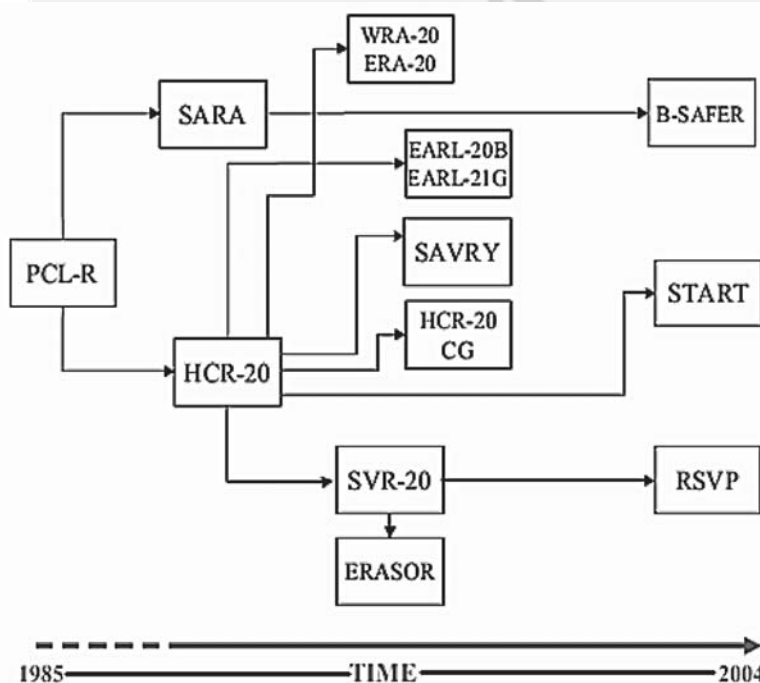 WRA-20
ERA-20
SARA
B-SAFER
EARL-20B
EARL-21G
SAVRY
PCL-R
START
HCR-20
CG
HCR-20
SVR-20
RSVP
ERASOR
1985 TIME 2004